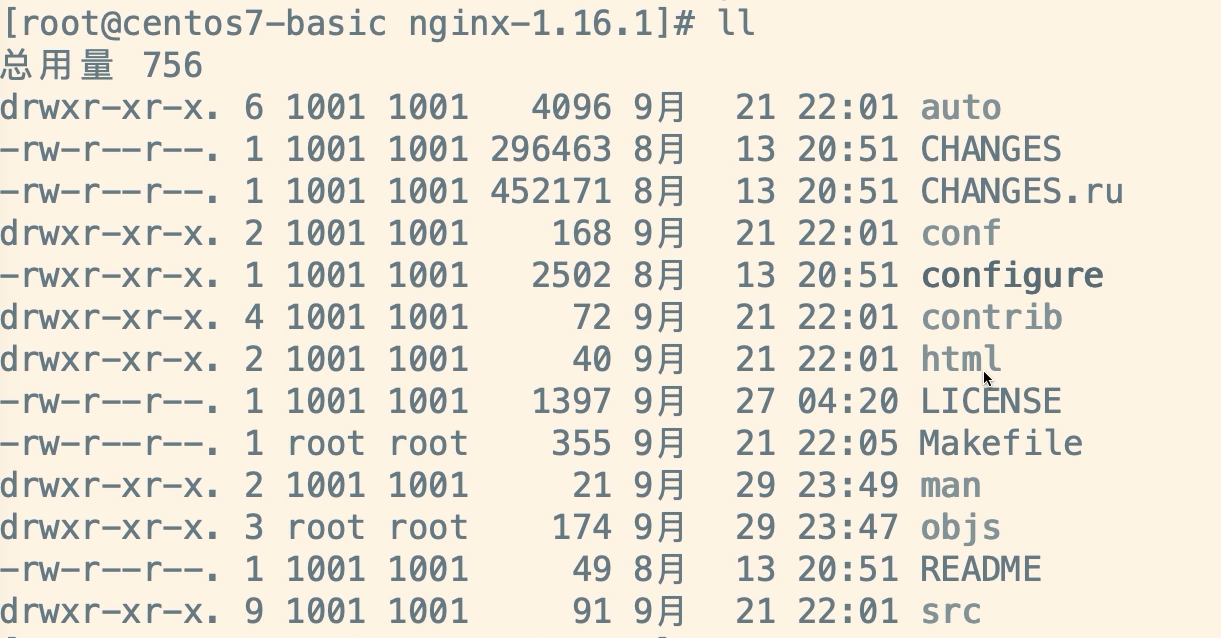 [root@centos7-basic nginx-1.16.1]# ll
总用量 756
drwxr-xr-x. 6 1001 1001   4096 9月  21 22:01 auto
-rw-r--r--. 1 1001 1001 296463 8月  13 20:51 CHANGES
-rw-r--r--. 1 1001 1001 452171 8月  13 20:51 CHANGES.ru
drwxr-xr-x. 2 1001 1001    168 9月  21 22:01 conf
-rwxr-xr-x. 1 1001 1001   2502 8月  13 20:51 configure
drwxr-xr-x. 4 1001 1001     72 9月  21 22:01 contrib
drwxr-xr-x. 2 1001 1001     40 9月  21 22:01 html
-rw-r--r--. 1 1001 1001   1397 9月  27 04:20 LICENSE
-rw-r--r--. 1 root root    355 9月  21 22:05 Makefile
drwxr-xr-x. 2 1001 1001     21 9月  29 23:49 man
drwxr-xr-x. 3 root root    174 9月  29 23:47 objs
-rw-r--r--. 1 1001 1001     49 8月  13 20:51 README
drwxr-xr-x. 9 1001 1001     91 9月  21 22:01 src